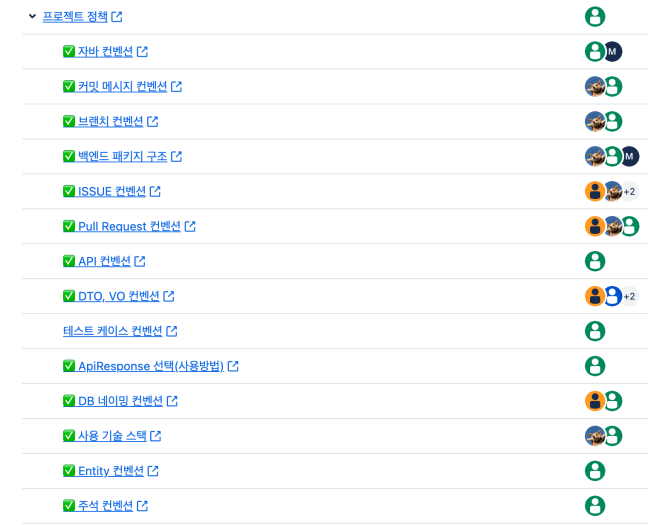 프로젝트 정책
✅ 자바 컨벤션
M
✅ 커밋 메시지 컨벤션
✅ 브랜치 컨벤션
✅ 백엔드 패키지 구조
M
✅ ISSUE 컨벤션
+2
✅ Pull Request 컨벤션
✅ API 컨벤션
✅ DTO, VO 컨벤션
+2
테스트 케이스 컨벤션
✅ ApiResponse 선택(사용방법)
✅ DB 네이밍 컨벤션
✅ 사용 기술 스택
✅ Entity 컨벤션
✅ 주석 컨벤션